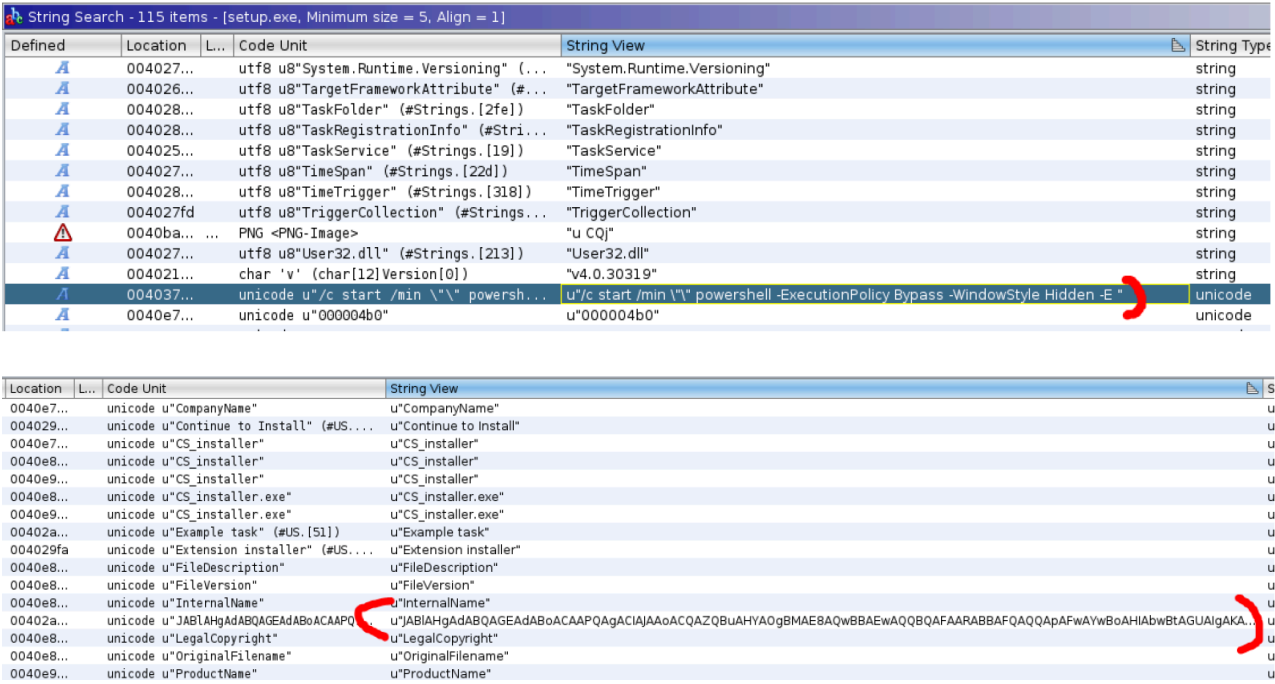 String Search - 115 items - [setup.exe, Minimum size = 5, Align = 1]
Defined Location L... Code Unit String View String Type
A 004027... utf8 u8"System.Runtime.Versioning" (... "System.Runtime.Versioning" string
A 004026... utf8 u8"TargetFrameworkAttribute" (#... "TargetFrameworkAttribute" string
A 004028... utf8 u8"TaskFolder" (#Strings.[2fe]) "TaskFolder" string
A 004028... utf8 u8"TaskRegistrationInfo" (#Stri... "TaskRegistrationInfo" string
A 004025... utf8 u8"TaskService" (#Strings.[19]) "TaskService" string
A 004027... utf8 u8"TimeSpan" (#Strings.[22d]) "TimeSpan" string
A 004028... utf8 u8"TimeTrigger" (#Strings.[318]) "TimeTrigger" string
A 004027fd utf8 u8"TriggerCollection" (#Strings... "TriggerCollection" string
0040ba... ... PNG <PNG-Image> "u CQj" string
A 004027... utf8 u8"User32.dll" (#Strings.[213]) "User32.dll" string
A 004021... char 'v' (char[12]Version[0]) "v4.0.30319" string
A 004037... unicode u"/c start /min \"\" powersh... u"/c start /min \"\" powershell -ExecutionPolicy Bypass -WindowStyle Hidden -E " unicode
A 0040e7... unicode u"000004b0" u"000004b0" unicode
Location L... Code Unit String View S
0040e7... unicode u"CompanyName" u"CompanyName" u
004029... unicode u"Continue to Install" (#US.... u"Continue to Install" u
0040e7... unicode u"CS_installer" u"CS_installer" u
0040e8... unicode u"CS_installer" u"CS_installer" u
0040e9... unicode u"CS_installer" u"CS_installer" u
0040e8... unicode u"CS_installer.exe" u"CS_installer.exe" u
0040e9... unicode u"CS_installer.exe" u"CS_installer.exe" u
00402a... unicode u"Example task" (#US.[51]) u"Example task" u
004029fa unicode u"Extension installer" (#US.... u"Extension installer" u
0040e8... unicode u"FileDescription" u"FileDescription" u
0040e8... unicode u"FileVersion" u"FileVersion" u
0040e8... unicode u"InternalName" u"InternalName" u
00402a... unicode u"JABlAHgAdABQAGEAdABoACAAPQ... u"JABlAHgAdABQAGEAdABoACAAPQAgACIAJAAoACQAZQBuAHYAOgBMAE8AQwBBAEwAQQBQAFAARABBAFQAQQApAFwAYwBoAHIAbwBtAGUAIgAKA... u
0040e8... unicode u"LegalCopyright" u"LegalCopyright" u
0040e8... unicode u"OriginalFilename" u"OriginalFilename" u
0040e9... unicode u"ProductName" u"ProductName" u